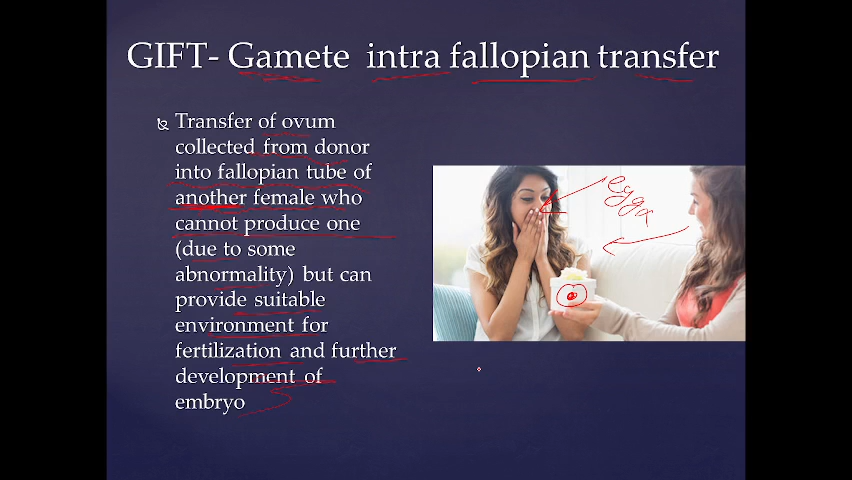 GIFT- Gamete intra fallopian transfer
Transfer of ovum
collected from donor
into fallopian tube of
another female who
cannot produce one
(due to some
abnormality) but can
provide suitable
environment for
fertilization and further
development of
embryo